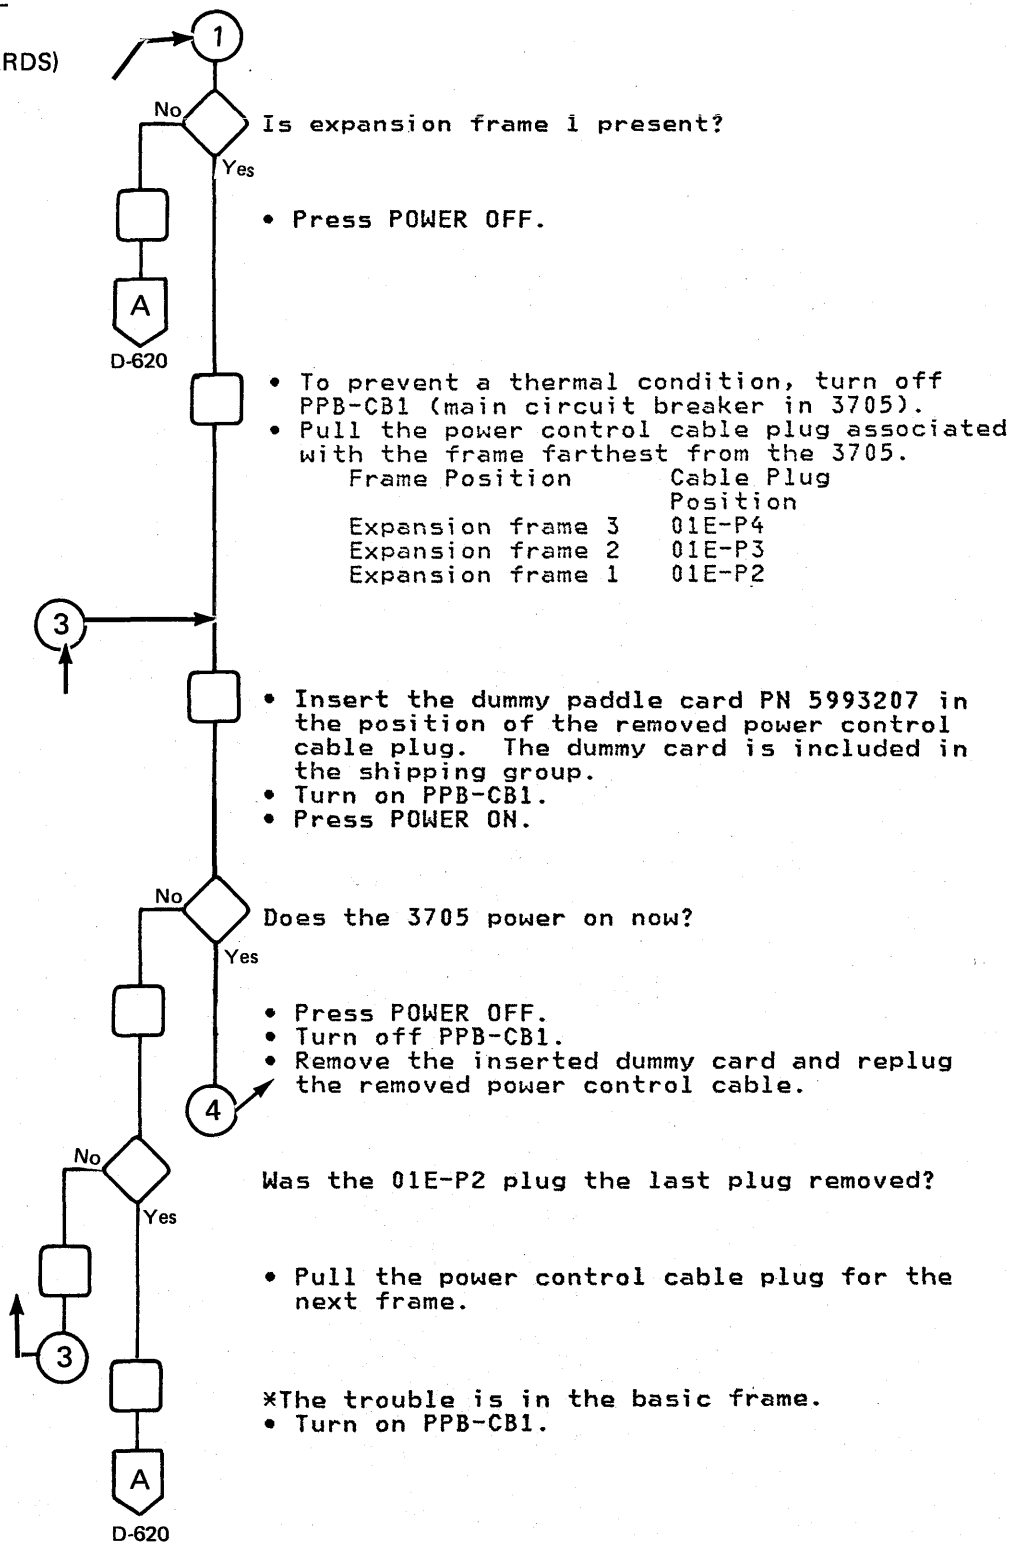 RDS)
1
No
Is expansion frame 1 present?
Yes
• Press POWER OFF.
A
D-620
• To prevent a thermal condition, turn off
PPB-CB1 (main circuit breaker in 3705).
• Pull the power control cable plug associated
with the frame farthest from the 3705.
Frame Position Cable Plug
Position
Expansion frame 3 01E-P4
Expansion frame 2 01E-P3
Expansion frame 1 01E-P2
3
• Insert the dummy paddle card PN 5993207 in
the position of the removed power control
cable plug. The dummy card is included in
the shipping group.
• Turn on PPB-CB1.
• Press POWER ON.
No
Does the 3705 power on now?
Yes
• Press POWER OFF.
• Turn off PPB-CB1.
• Remove the inserted dummy card and replug
the removed power control cable.
4
No
Was the 01E-P2 plug the last plug removed?
Yes
• Pull the power control cable plug for the
next frame.
3
*The trouble is in the basic frame.
• Turn on PPB-CB1.
A
D-620